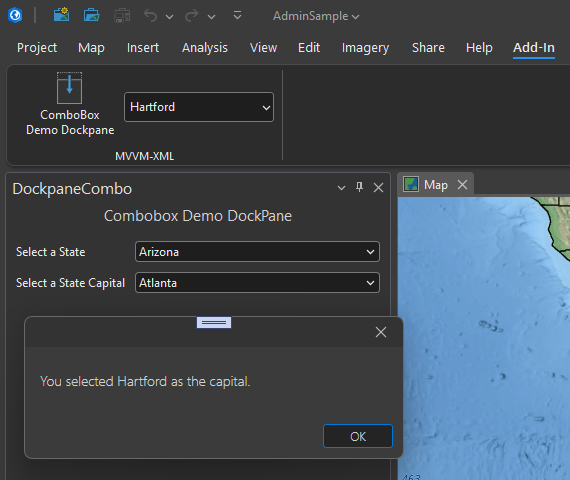 AdminSample
Project Map Insert Analysis View Edit Imagery Share Help Add-In
ComboBox
Demo Dockpane
Hartford
MVVM-XML
DockpaneCombo
Map
Combobox Demo DockPane
Select a State Arizona
Select a State Capital Atlanta
You selected Hartford as the capital.
OK